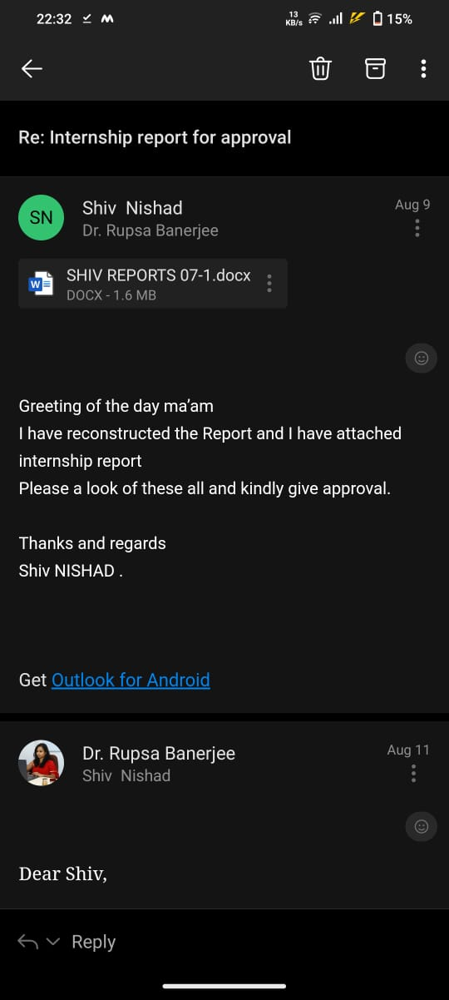 22:32
13 KB/s
15%
Re: Internship report for approval
SN
Shiv Nishad
Aug 9
Dr. Rupsa Banerjee
W
SHIV REPORTS 07-1.docx
DOCX - 1.6 MB
Greeting of the day ma’am
I have reconstructed the Report and I have attached
internship report
Please a look of these all and kindly give approval.
Thanks and regards
Shiv NISHAD .
Get Outlook for Android
Dr. Rupsa Banerjee
Aug 11
Shiv Nishad
Dear Shiv,
Reply